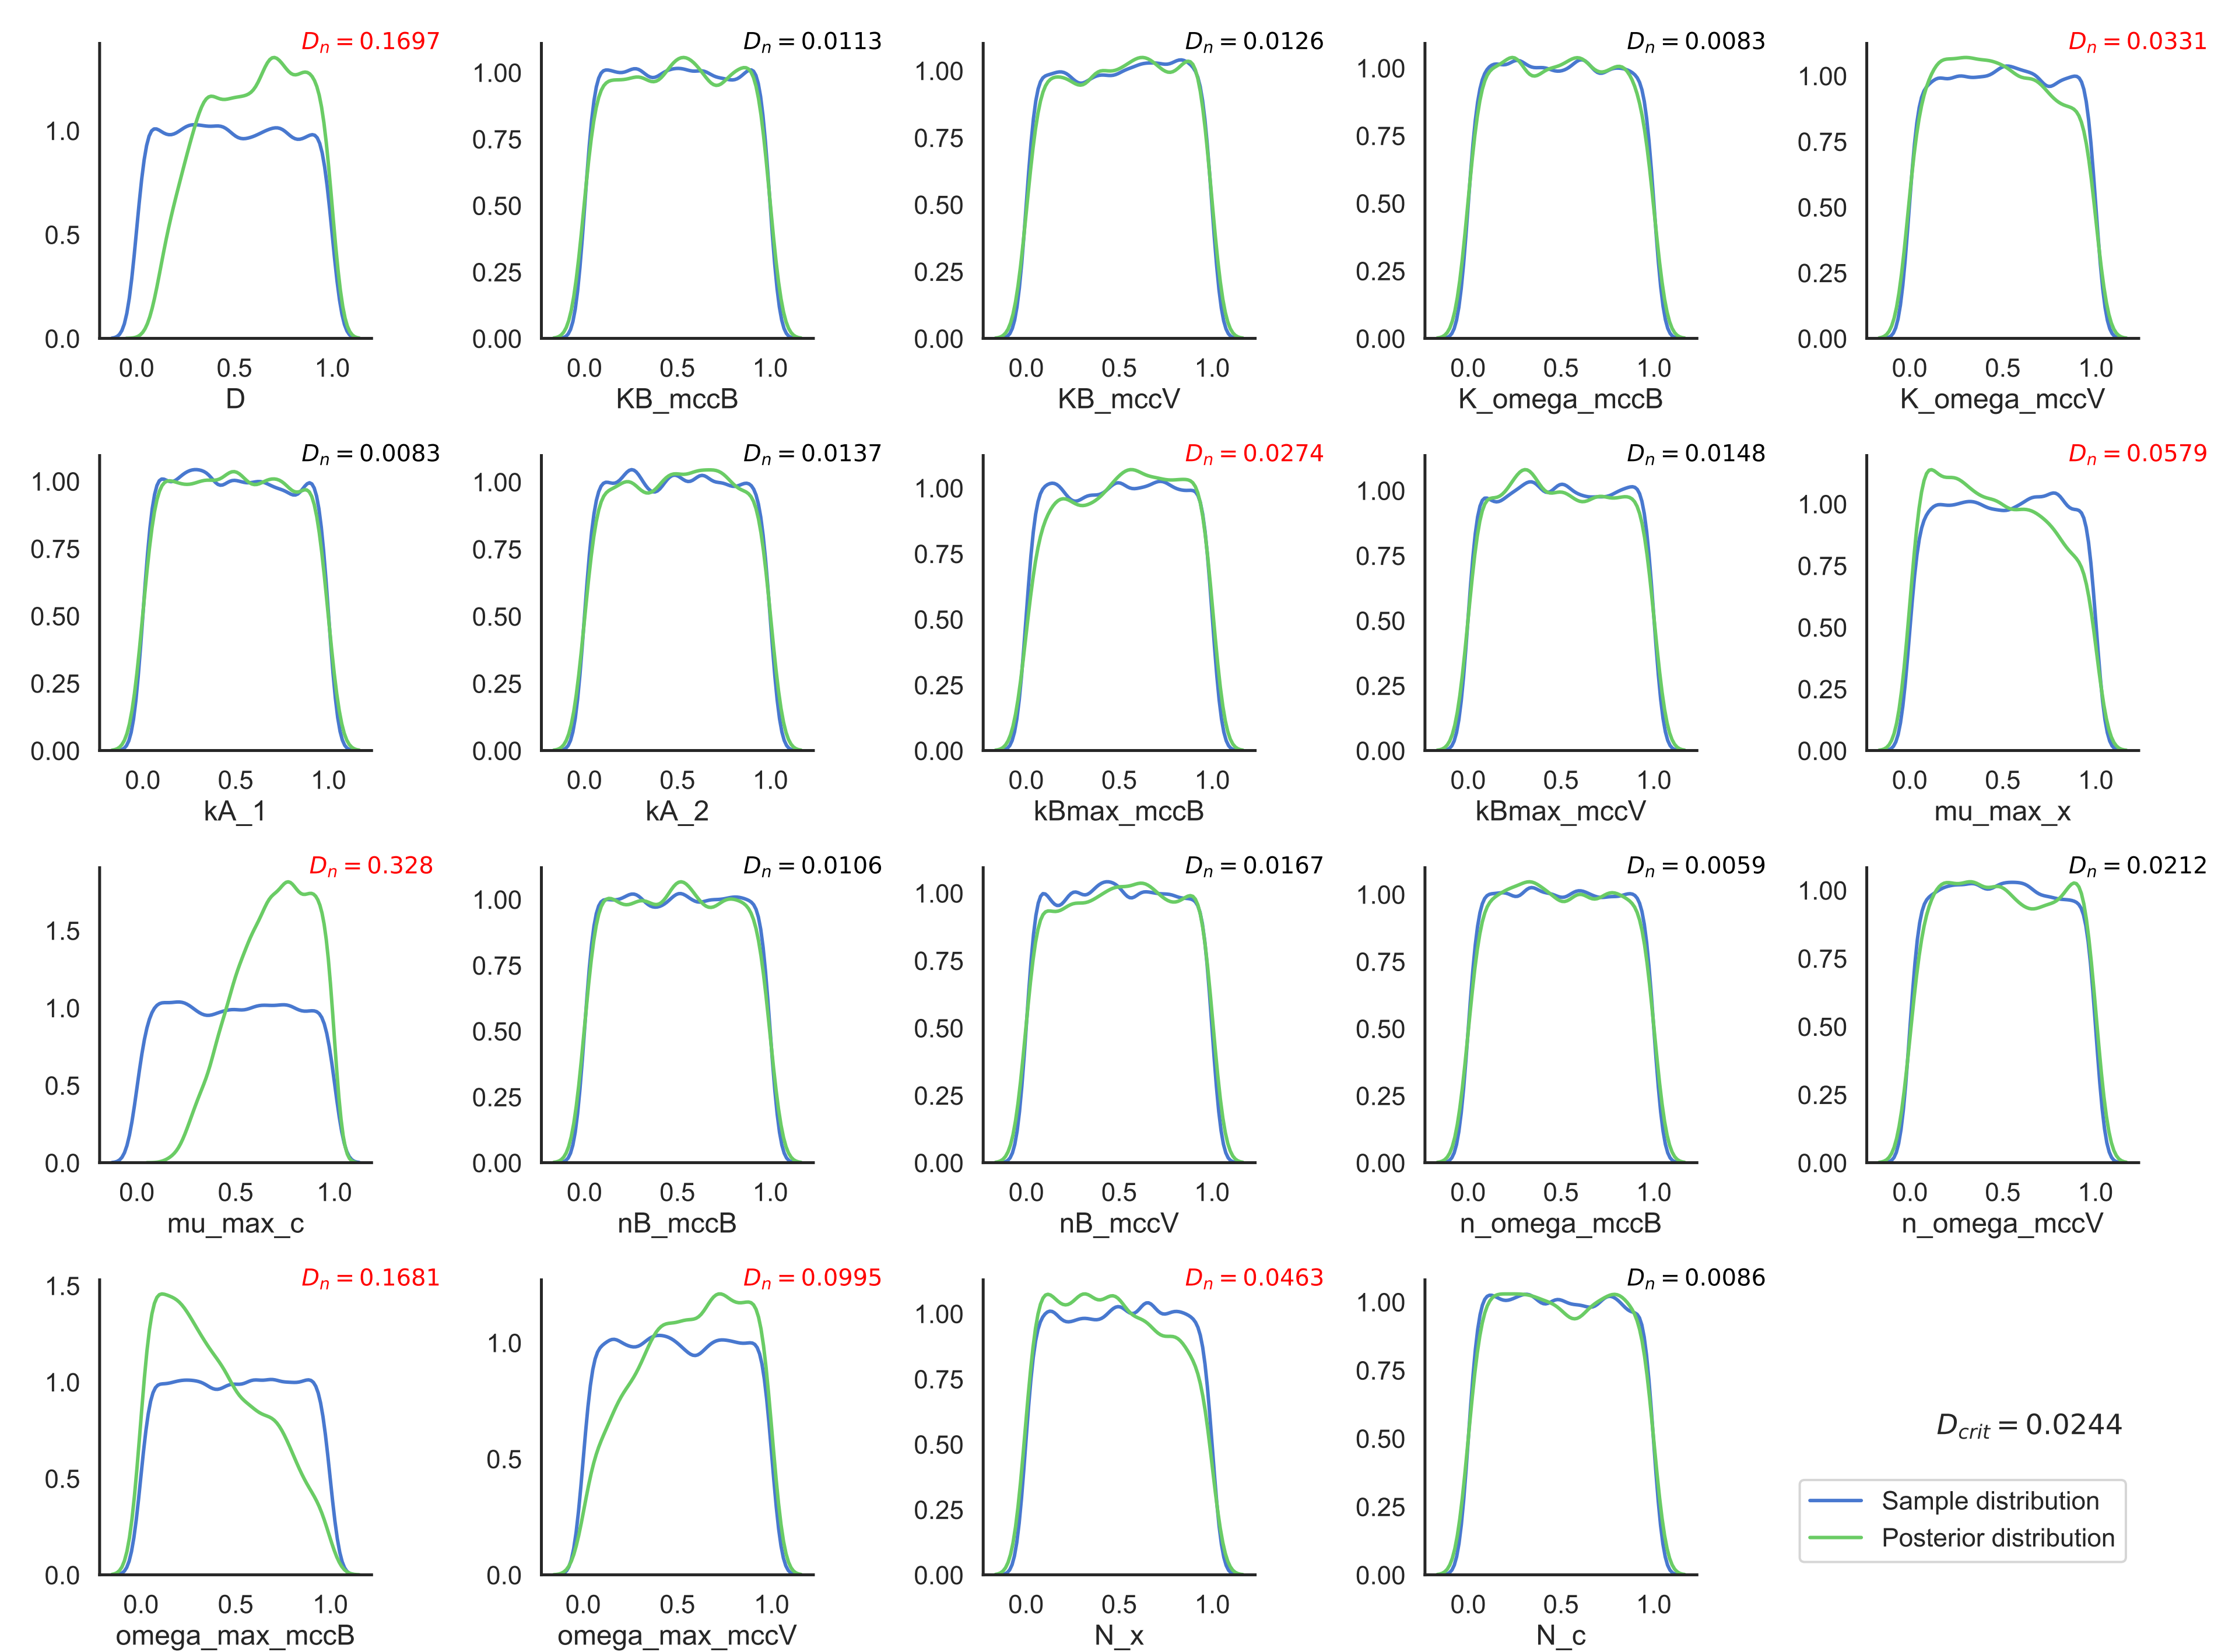 D_n = 0.1697
1.0
0.5
0.0
0.0 0.5 1.0
D
D_n = 0.0113
1.00
0.75
0.50
0.25
0.00
0.0 0.5 1.0
KB_mccB
D_n = 0.0126
1.00
0.75
0.50
0.25
0.00
0.0 0.5 1.0
KB_mccV
D_n = 0.0083
1.00
0.75
0.50
0.25
0.00
0.0 0.5 1.0
K_omega_mccB
D_n = 0.0331
1.00
0.75
0.50
0.25
0.00
0.0 0.5 1.0
K_omega_mccV
D_n = 0.0083
1.00
0.75
0.50
0.25
0.00
0.0 0.5 1.0
kA_1
D_n = 0.0137
1.00
0.75
0.50
0.25
0.00
0.0 0.5 1.0
kA_2
D_n = 0.0274
1.00
0.75
0.50
0.25
0.00
0.0 0.5 1.0
kBmax_mccB
D_n = 0.0148
1.00
0.75
0.50
0.25
0.00
0.0 0.5 1.0
kBmax_mccV
D_n = 0.0579
1.00
0.75
0.50
0.25
0.00
0.0 0.5 1.0
mu_max_x
D_n = 0.328
1.5
1.0
0.5
0.0
0.0 0.5 1.0
mu_max_c
D_n = 0.0106
1.00
0.75
0.50
0.25
0.00
0.0 0.5 1.0
nB_mccB
D_n = 0.0167
1.00
0.75
0.50
0.25
0.00
0.0 0.5 1.0
nB_mccV
D_n = 0.0059
1.00
0.75
0.50
0.25
0.00
0.0 0.5 1.0
n_omega_mccB
D_n = 0.0212
1.00
0.75
0.50
0.25
0.00
0.0 0.5 1.0
n_omega_mccV
D_n = 0.1681
1.5
1.0
0.5
0.0
0.0 0.5 1.0
omega_max_mccB
D_n = 0.0995
1.0
0.5
0.0
0.0 0.5 1.0
omega_max_mccV
D_n = 0.0463
1.00
0.75
0.50
0.25
0.00
0.0 0.5 1.0
N_x
D_n = 0.0086
1.00
0.75
0.50
0.25
0.00
0.0 0.5 1.0
N_c
D_crit = 0.0244
Sample distribution
Posterior distribution